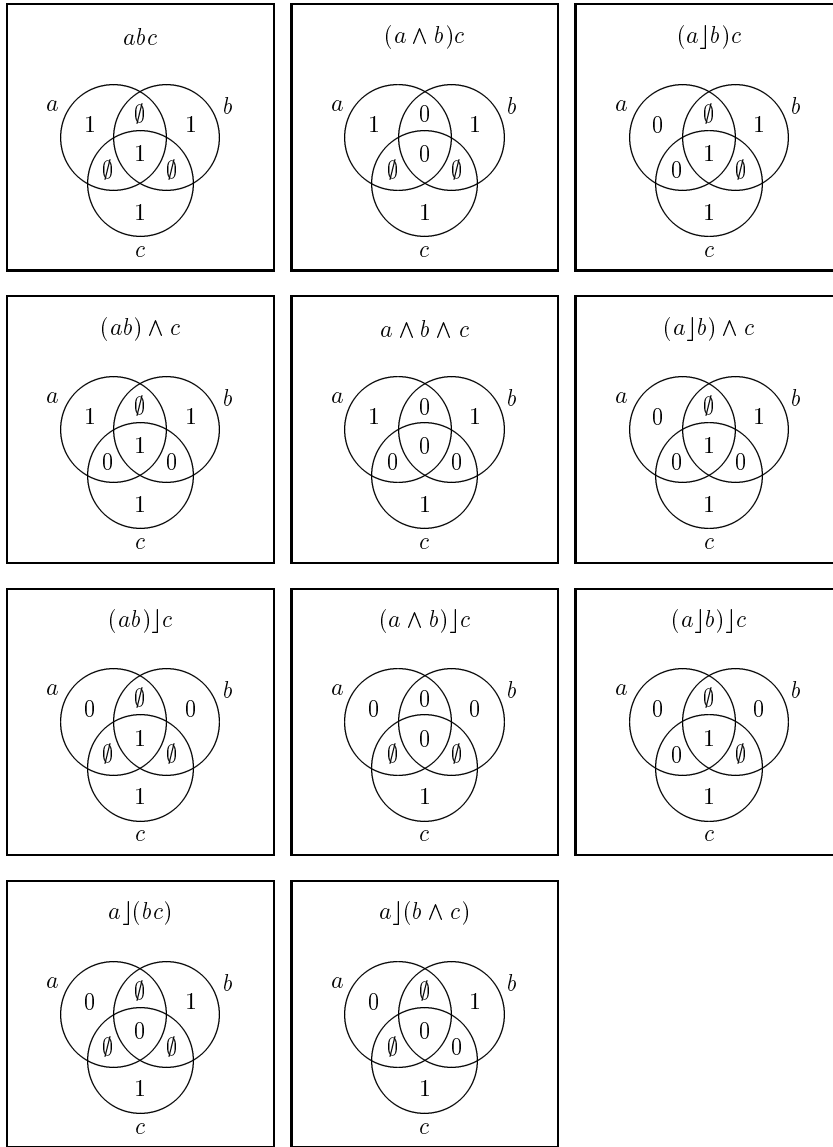 abc
a ∅ b
1 1
1
∅ ∅
1
c
(a ∧ b)c
a 0 b
1 1
0
∅ ∅
1
c
(a⌋b)c
a ∅ b
0 1
1
0 ∅
1
c
(ab) ∧ c
a ∅ b
1 1
1
0 0
1
c
a ∧ b ∧ c
a 0 b
1 1
0
0 0
1
c
(a⌋b) ∧ c
a ∅ b
0 1
1
0 0
1
c
(ab)⌋c
a ∅ b
0 0
1
∅ ∅
1
c
(a ∧ b)⌋c
a 0 b
0 0
0
∅ ∅
1
c
(a⌋b)⌋c
a ∅ b
0 0
1
0 ∅
1
c
a⌋(bc)
a ∅ b
0 1
0
∅ ∅
1
c
a⌋(b ∧ c)
a ∅ b
0 1
0
∅ 0
1
c